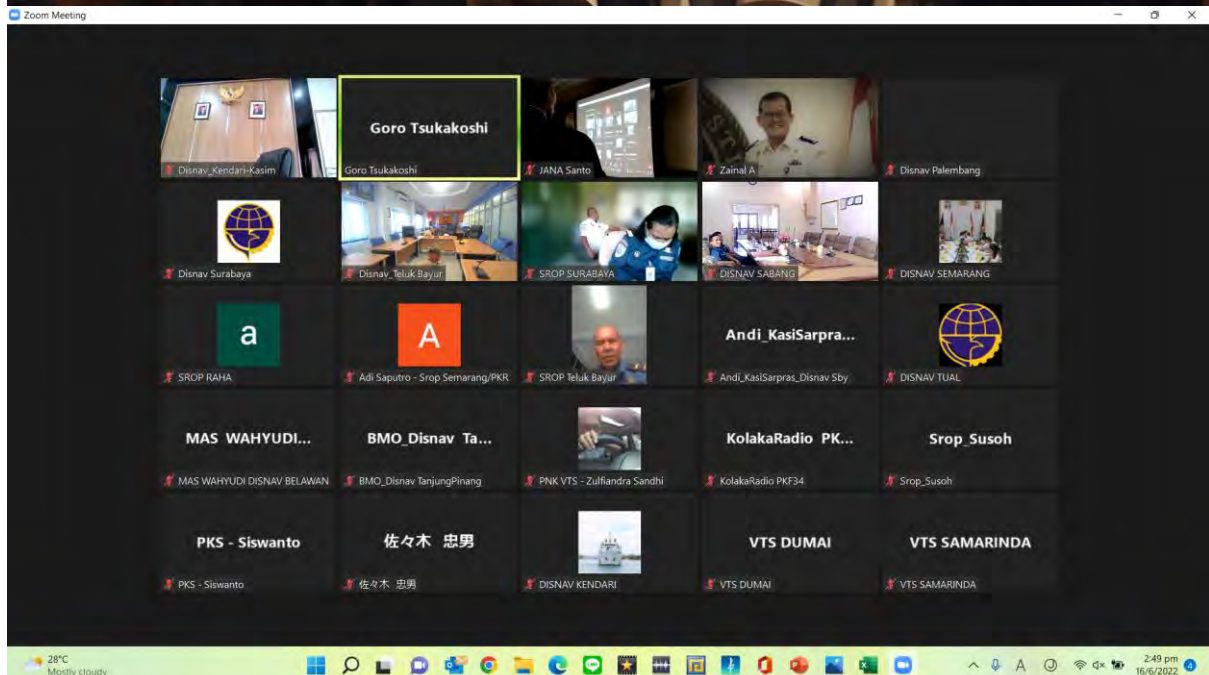 Zoom Meeting
Disnav_Kendari-Kasim
Goro Tsukakoshi
Goro Tsukakoshi
JANA Santo
Zainal A
Disnav Palembang
Disnav Surabaya
Disnav_Teluk Bayur
SROP SURABAYA
DISNAV SABANG
DISNAV SEMARANG
a
SROP RAHA
A
Adi Saputro - Srop Semarang/PKR
SROP Teluk Bayur
Andi_KasiSarpra...
Andi_KasiSarpras_Disnav Sby
DISNAV TUAL
MAS WAHYUDI...
MAS WAHYUDI DISNAV BELAWAN
BMO_Disnav Ta...
BMO_Disnav TanjungPinang
PNK VTS - Zulfiandra Sandhi
KolakaRadio PK...
KolakaRadio PKF34
Srop_Susoh
Srop_Susoh
PKS - Siswanto
PKS - Siswanto
佐々木 忠男
佐々木 忠男
DISNAV KENDARI
VTS DUMAI
VTS DUMAI
VTS SAMARINDA
VTS SAMARINDA
28°C
Mostly cloudy
A
2:49 pm
16/6/2022
4